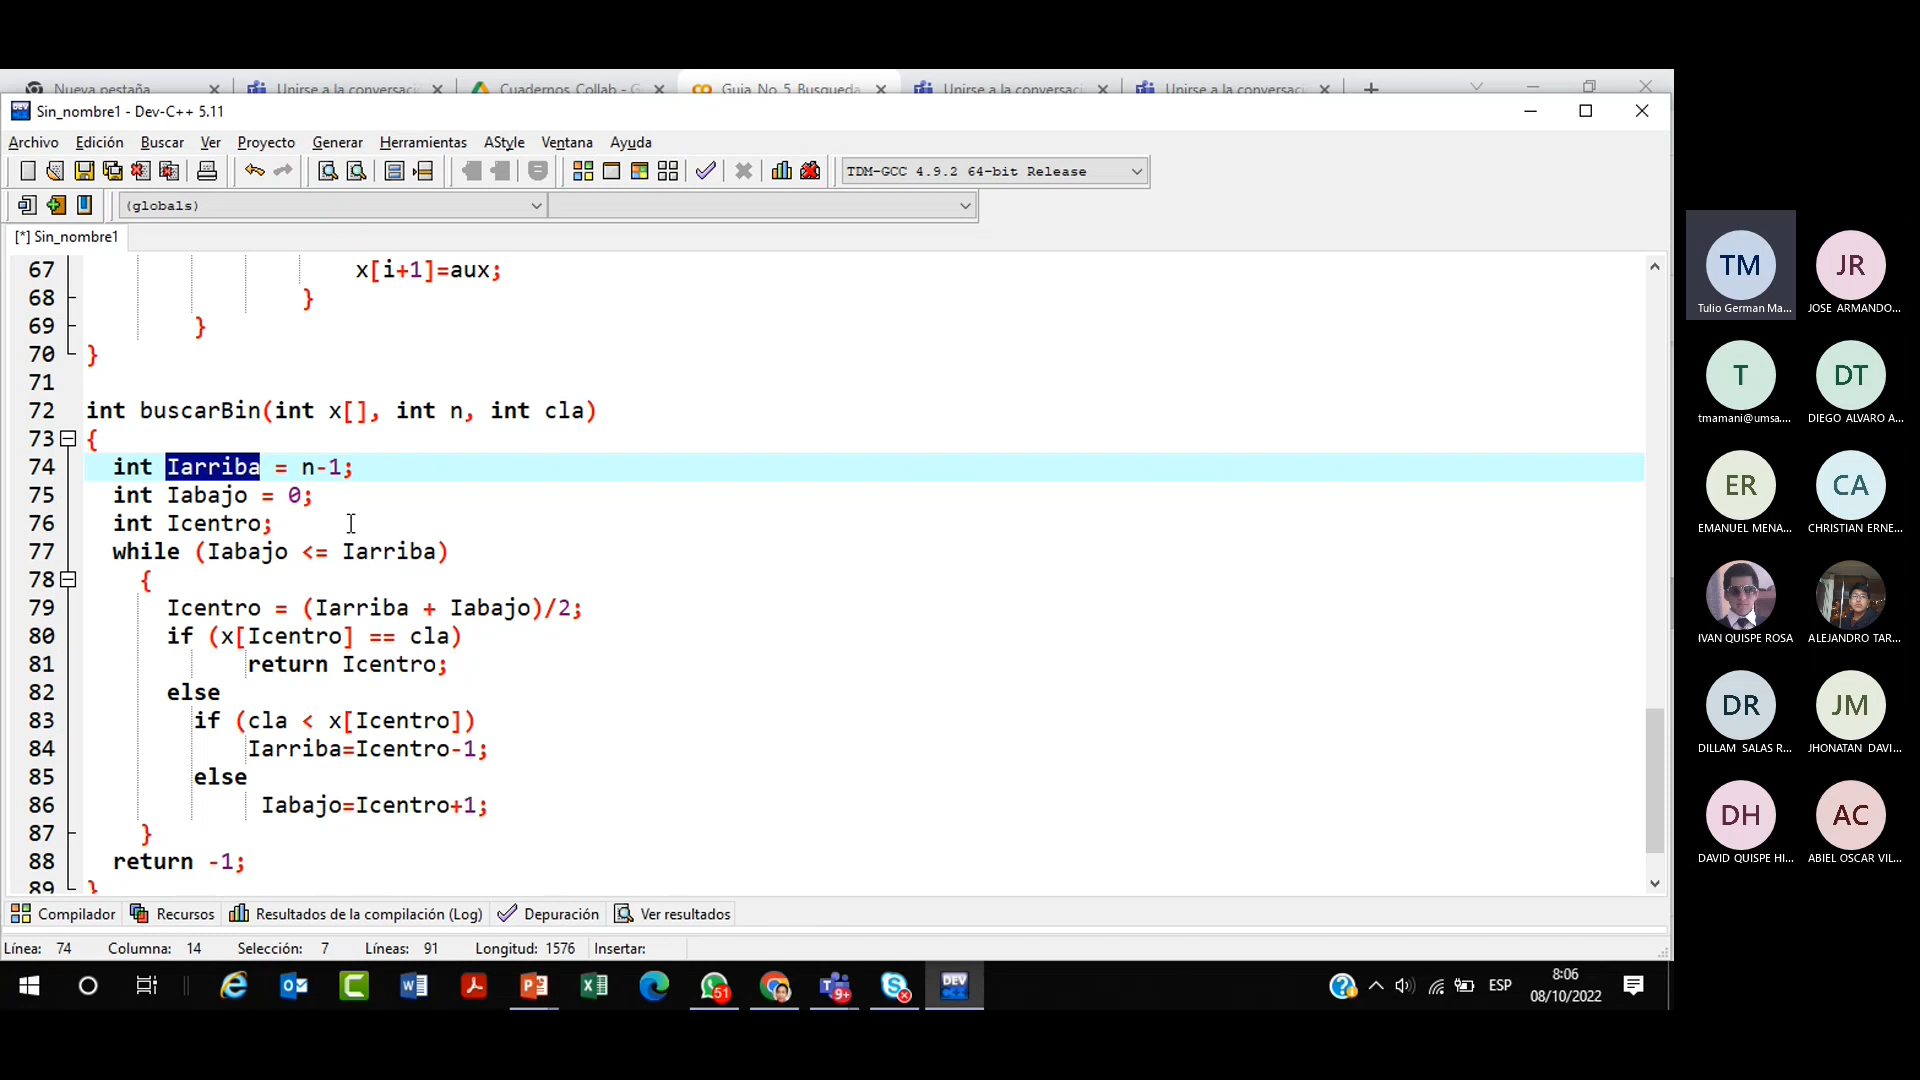 Nueva pestaña
Unirse a la conversaci
Cuadernos Collab - G
Guia_No_5_Busqueda
Unirse a la conversaci
Unirse a la conversaci
Sin_nombre1 - Dev-C++ 5.11
Archivo Edición Buscar Ver Proyecto Generar Herramientas AStyle Ventana Ayuda
TDM-GCC 4.9.2 64-bit Release
(globals)
[*] Sin_nombre1
67 x[i+1]=aux;
68 }
69 }
70 }
71
72 int buscarBin(int x[], int n, int cla)
73 {
74 int Iarriba = n-1;
75 int Iabajo = 0;
76 int Icentro;
77 while (Iabajo <= Iarriba)
78 {
79 Icentro = (Iarriba + Iabajo)/2;
80 if (x[Icentro] == cla)
81 return Icentro;
82 else
83 if (cla < x[Icentro])
84 Iarriba=Icentro-1;
85 else
86 Iabajo=Icentro+1;
87 }
88 return -1;
89 }
Compilador Recursos Resultados de la compilación (Log) Depuración Ver resultados
Línea: 74 Columna: 14 Selección: 7 Líneas: 91 Longitud: 1576 Insertar:
51 9+ DEV ESP 8:06
08/10/2022
TM JR
Tulio German Ma... JOSE ARMANDO...
T DT
tmamani@umsa.... DIEGO ALVARO A...
ER CA
EMANUEL MENA... CHRISTIAN ERNE...
IVAN QUISPE ROSA ALEJANDRO TAR...
DR JM
DILLAM SALAS R... JHONATAN DAVI...
DH AC
DAVID QUISPE HI... ABIEL OSCAR VIL...